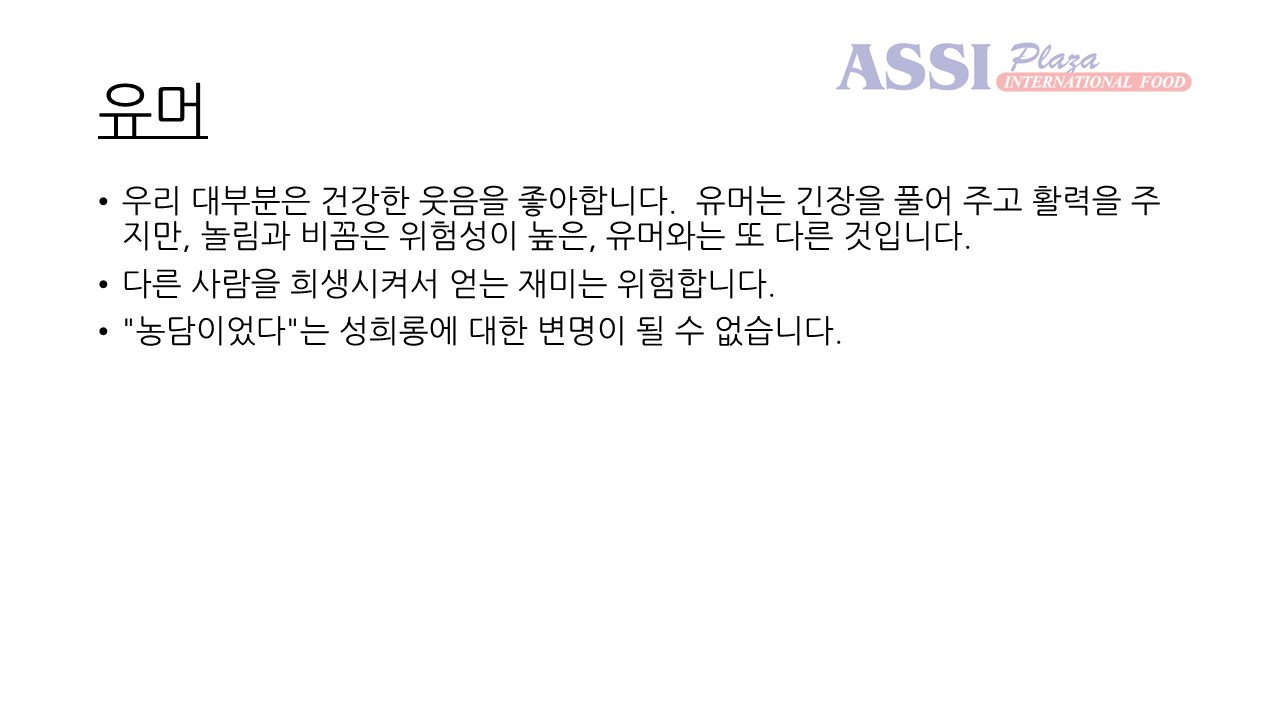 ASSI Plaza
INTERNATIONAL FOOD
유머
• 우리 대부분은 건강한 웃음을 좋아합니다.  유머는 긴장을 풀어 주고 활력을 주
지만, 놀림과 비꼼은 위험성이 높은, 유머와는 또 다른 것입니다.
• 다른 사람을 희생시켜서 얻는 재미는 위험합니다.
• "농담이었다"는 성희롱에 대한 변명이 될 수 없습니다.